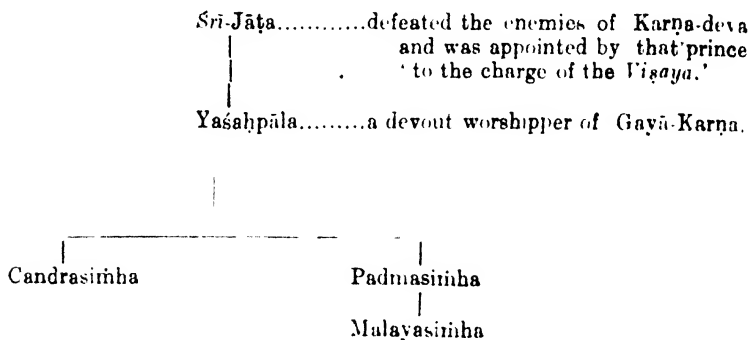 Śrī-Jāṭa............defeated the enemies of Karṇa-deva
and was appointed by that prince
‘to the charge of the Viṣaya.’
Yaśaḥpāla.........a devout worshipper of Gayā-Karṇa.
Candrasiṁha Padmasiṁha
Malayasiṁha